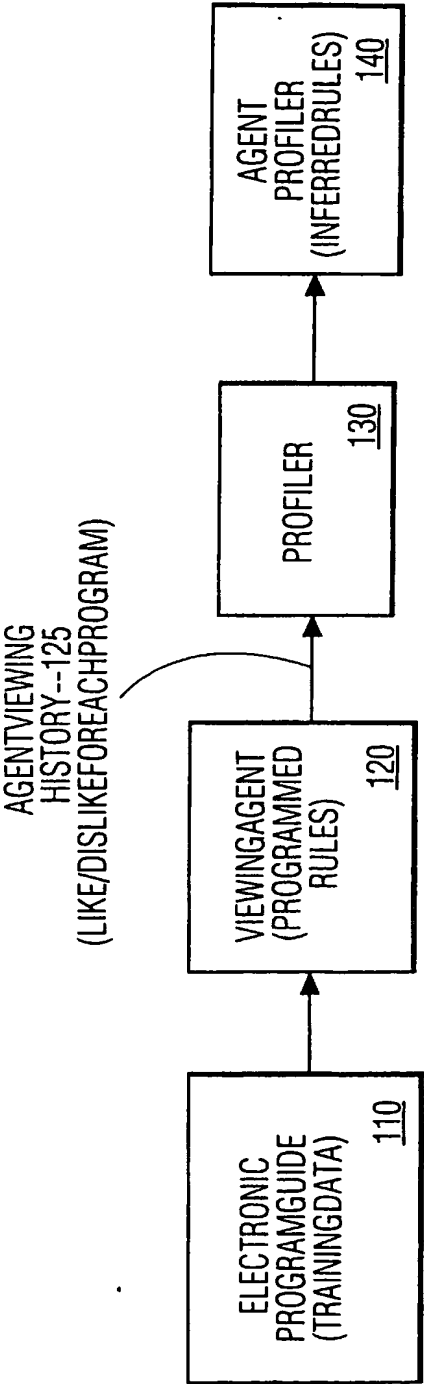 AGENTVIEWING
HISTORY--125
(LIKE/DISLIKEFOREACHPROGRAM)
ELECTRONIC
PROGRAMGUIDE
(TRAININGDATA)
110
VIEWINGAGENT
(PROGRAMMED
RULES)
120
PROFILER
130
AGENT
PROFILER
(INFERREDRULES)
140